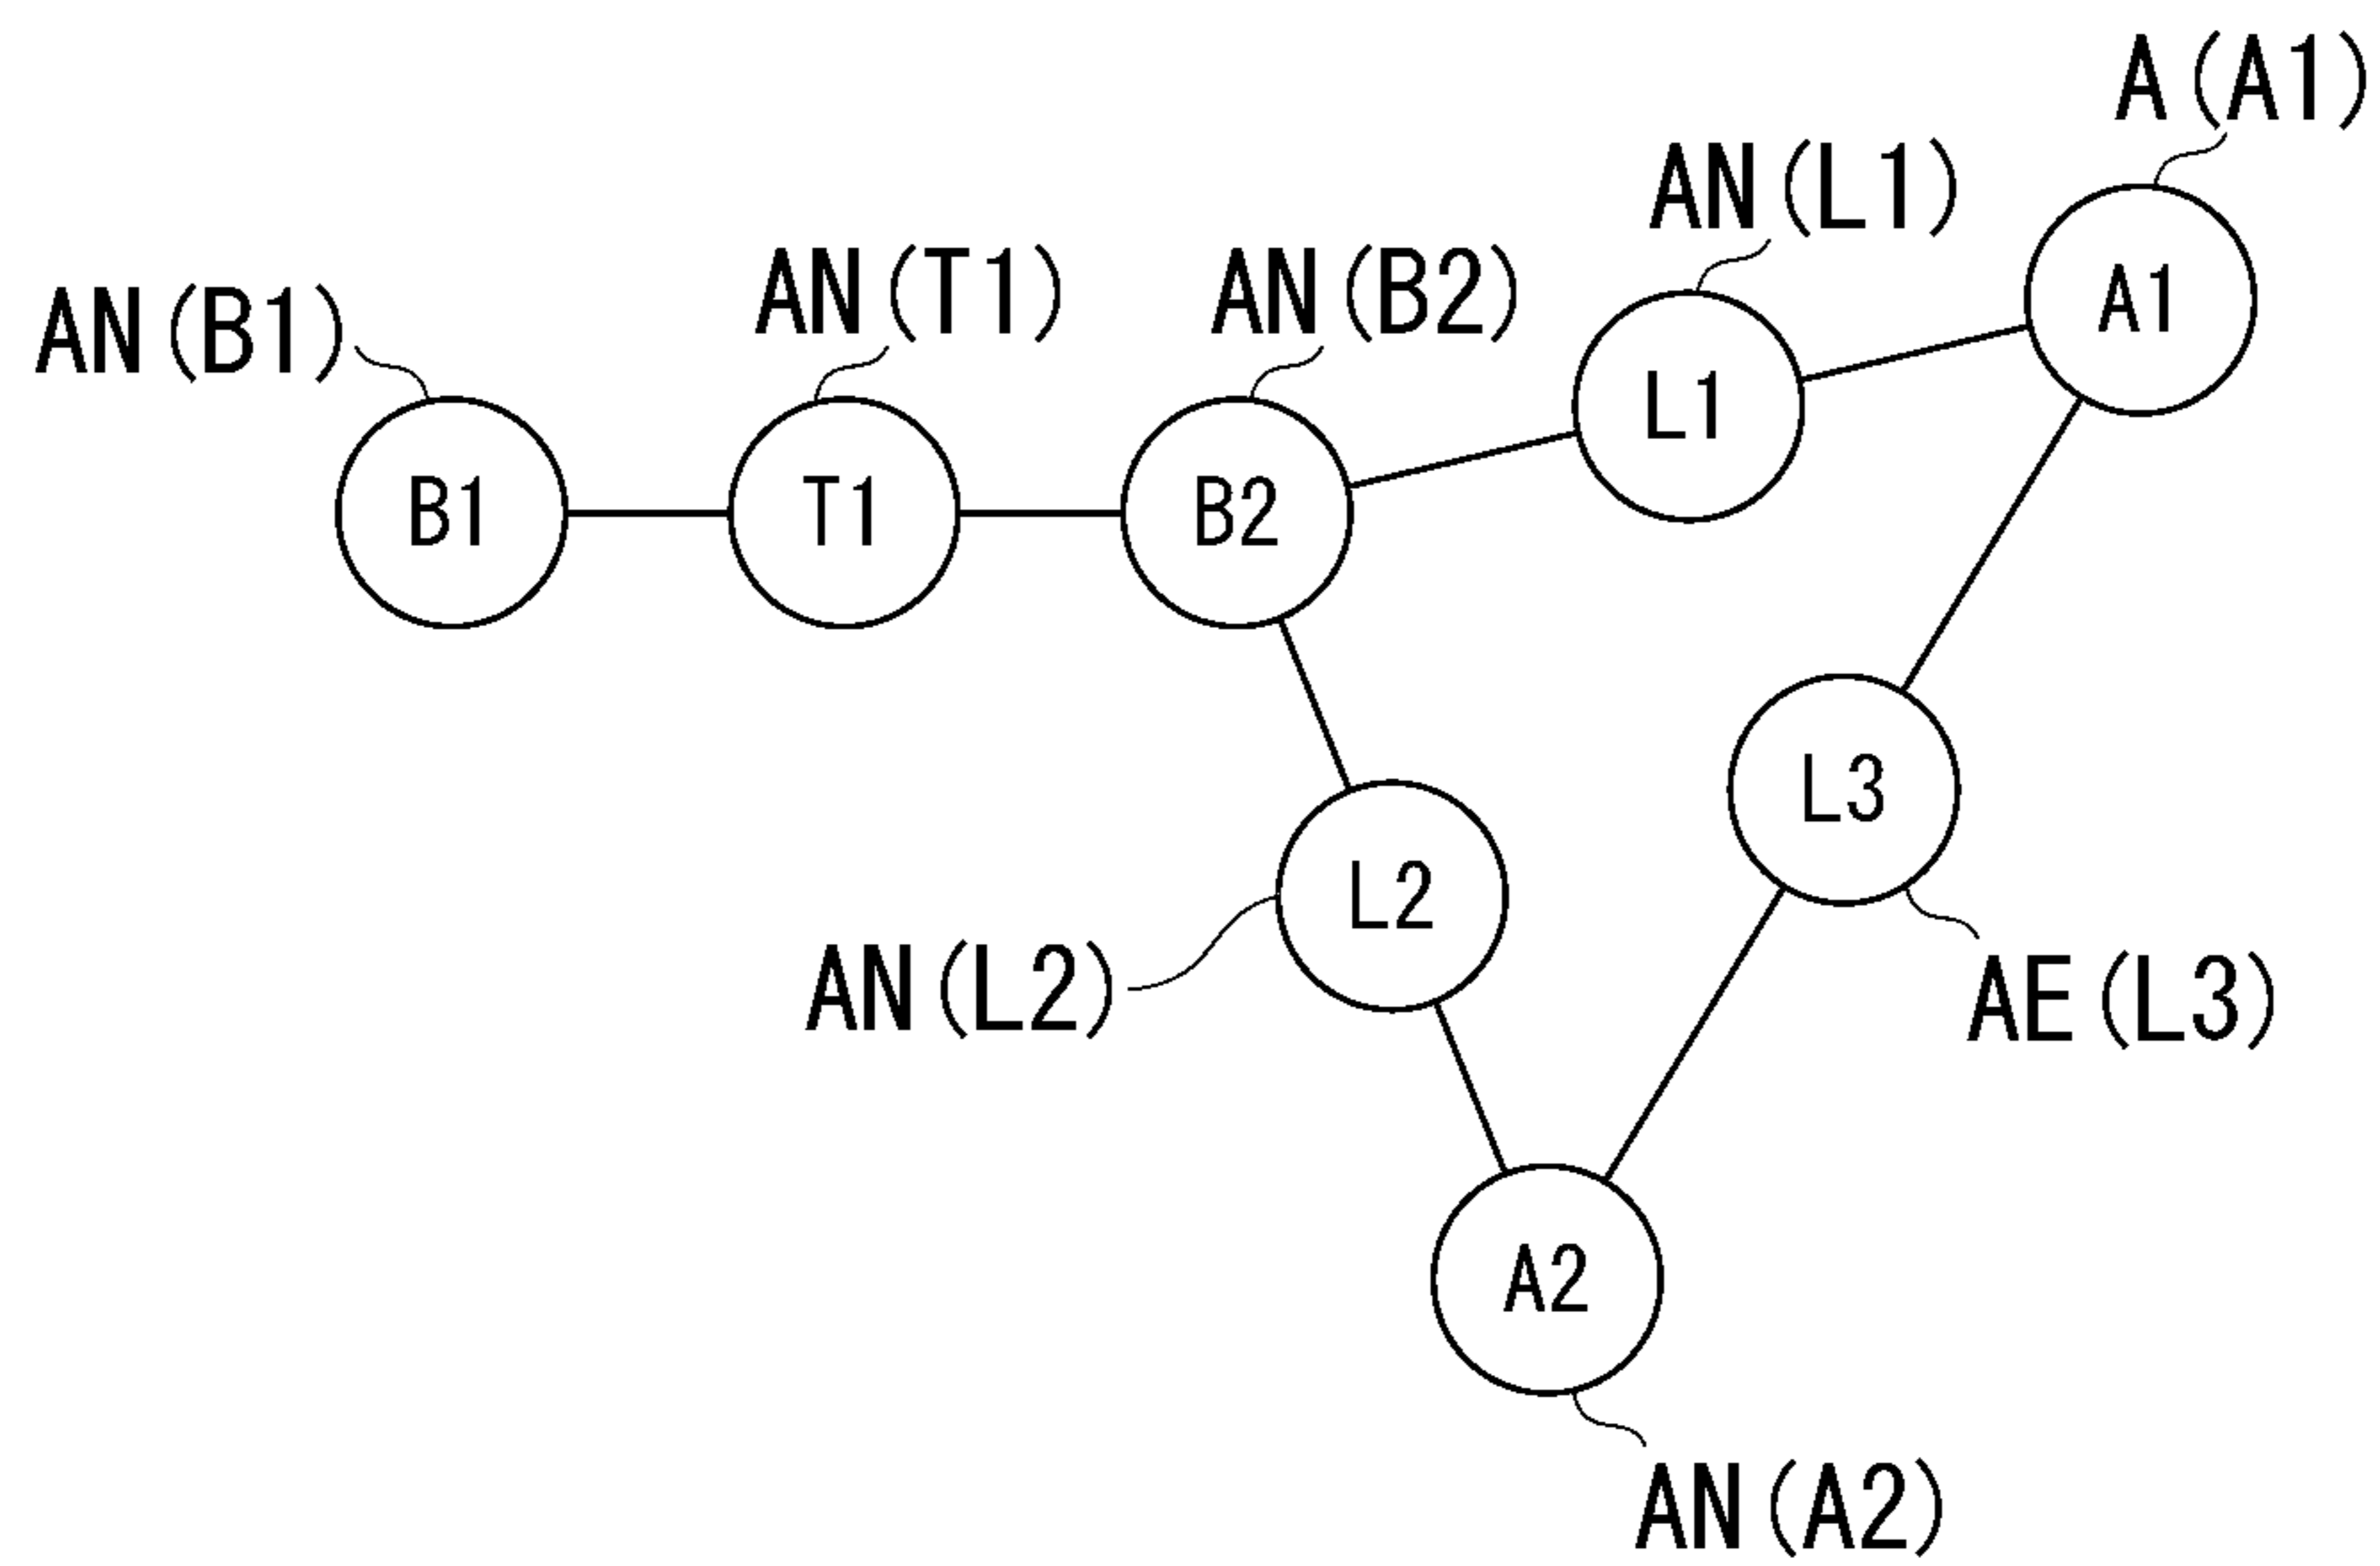 A(A1)
AN(L1)
AN(T1)
AN(B2)
AN(B1)
A1
L1
B1
T1
B2
L3
L2
AN(L2)
AE(L3)
A2
AN(A2)